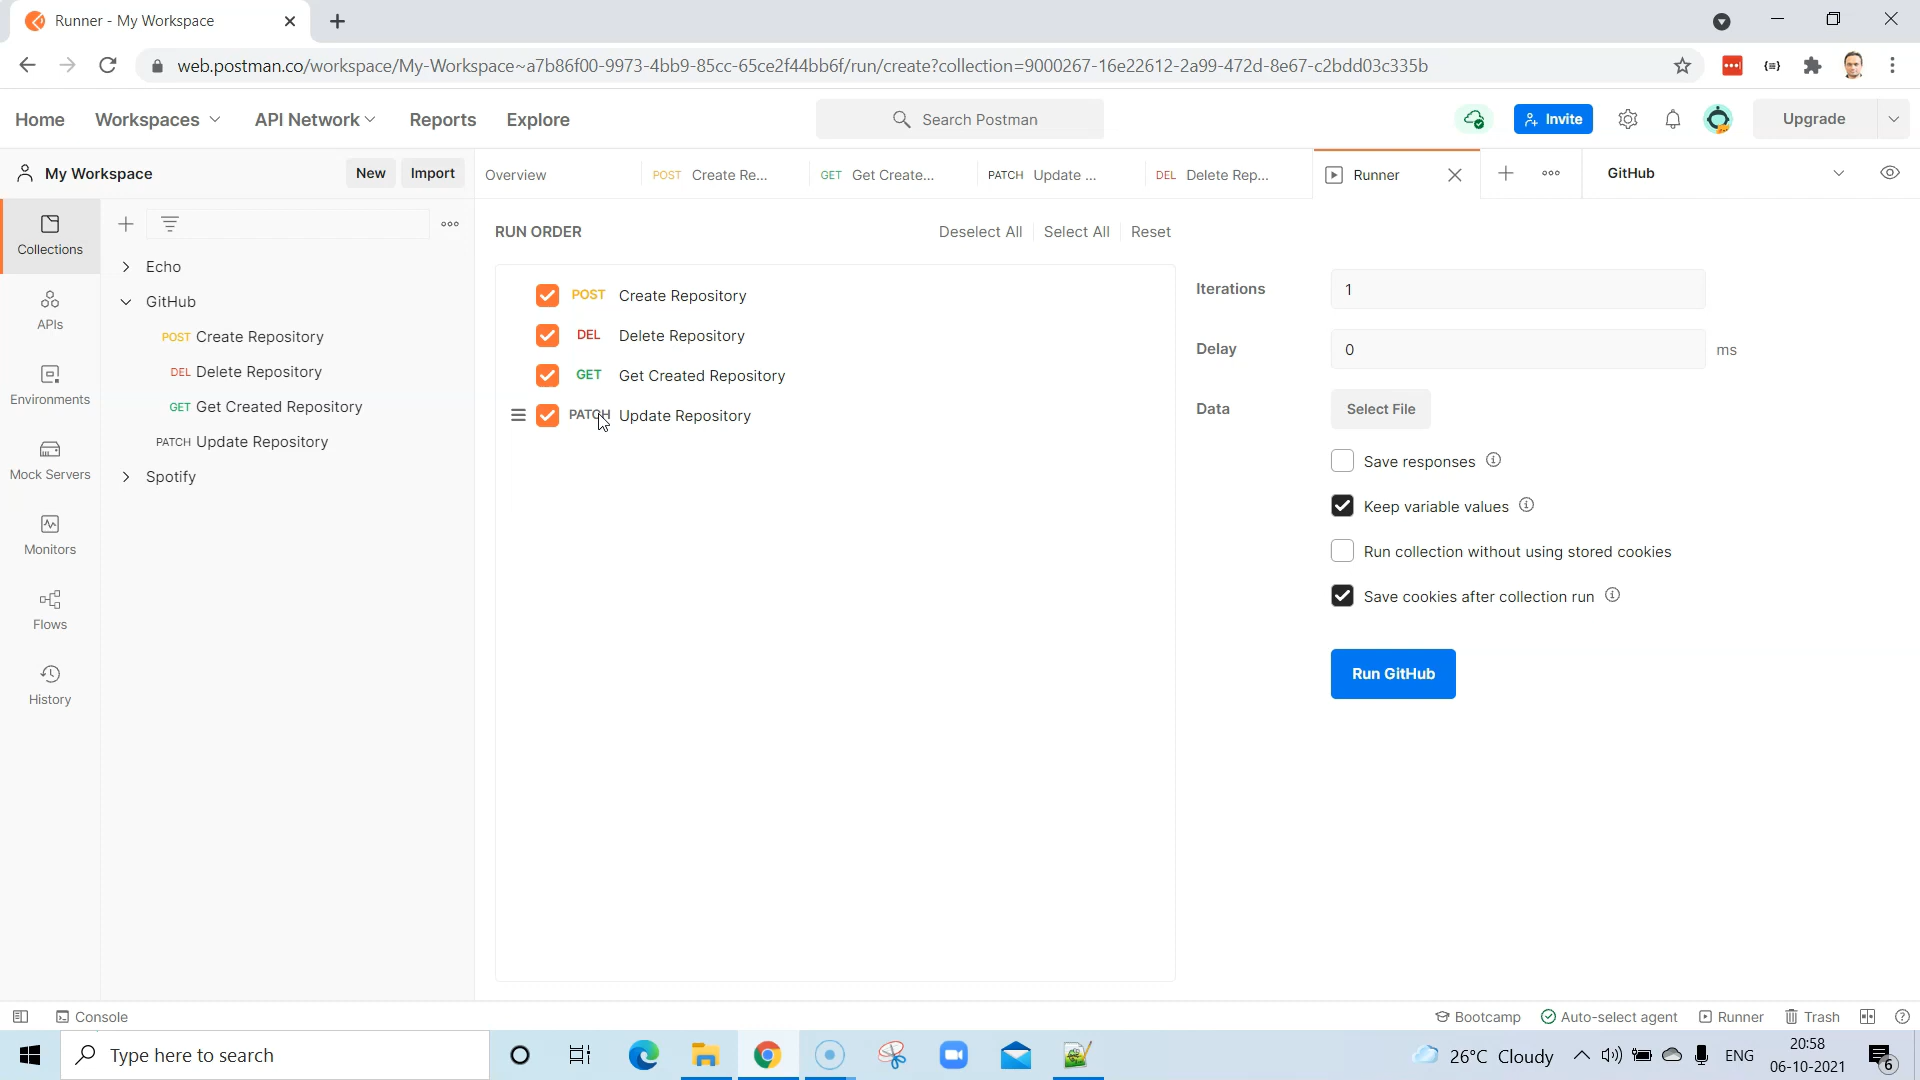 Runner - My Workspace
web.postman.co/workspace/My-Workspace~a7b86f00-9973-4bb9-85cc-65ce2f44bb6f/run/create?collection=9000267-16e22612-2a99-472d-8e67-c2bdd03c335b
Home Workspaces API Network Reports Explore Search Postman Invite Upgrade
My Workspace New Import Overview POST Create Re... GET Get Create... PATCH Update ... DEL Delete Rep... Runner GitHub
Collections
APIs
Environments
Mock Servers
Monitors
Flows
History
Echo
GitHub
POST Create Repository
DEL Delete Repository
GET Get Created Repository
PATCH Update Repository
Spotify
RUN ORDER Deselect All Select All Reset
POST Create Repository
DEL Delete Repository
GET Get Created Repository
PATCH Update Repository
Iterations 1
Delay 0 ms
Data Select File
Save responses
Keep variable values
Run collection without using stored cookies
Save cookies after collection run
Run GitHub
Console Bootcamp Auto-select agent Runner Trash
Type here to search 26°C Cloudy ENG 20:58
06-10-2021 6